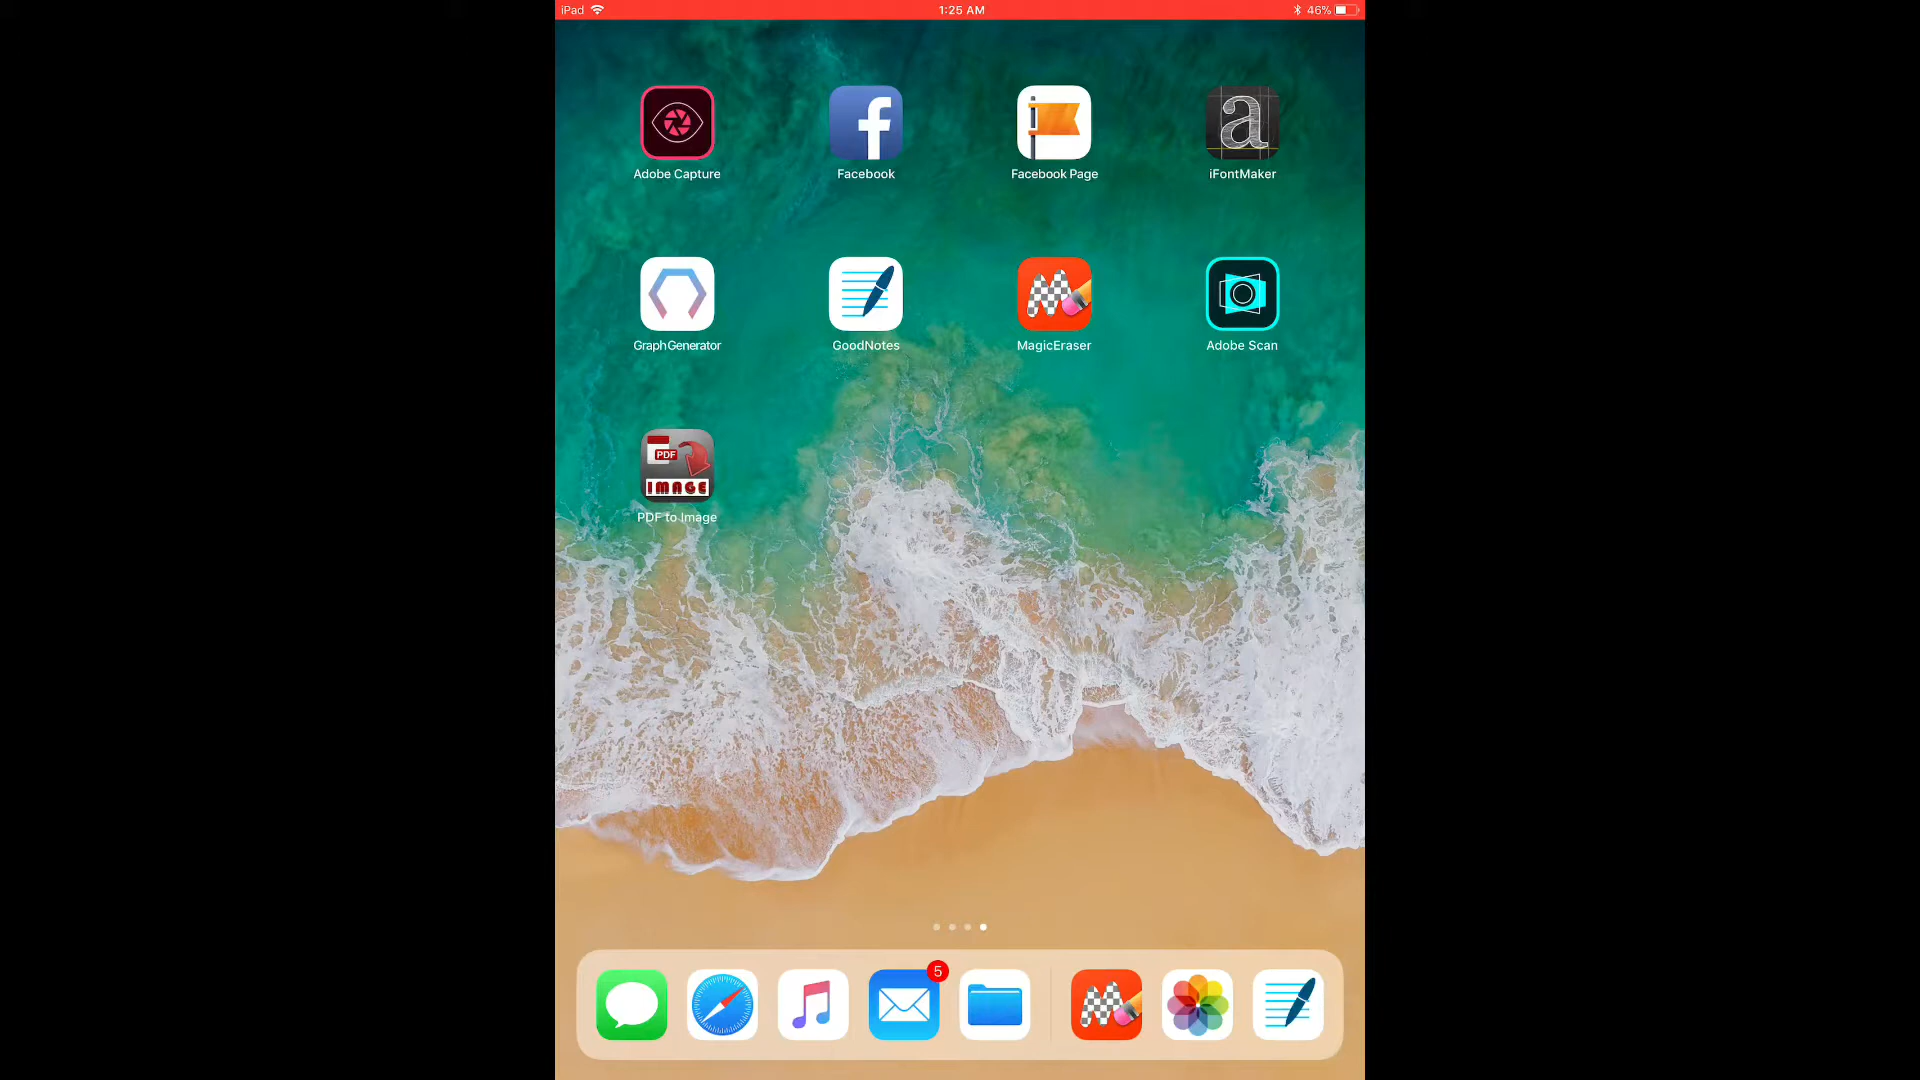 iPad 1:25 AM 46%
Adobe Capture Facebook Facebook Page iFontMaker
GraphGenerator GoodNotes MagicEraser Adobe Scan
PDF
IMAGE
PDF to Image
5